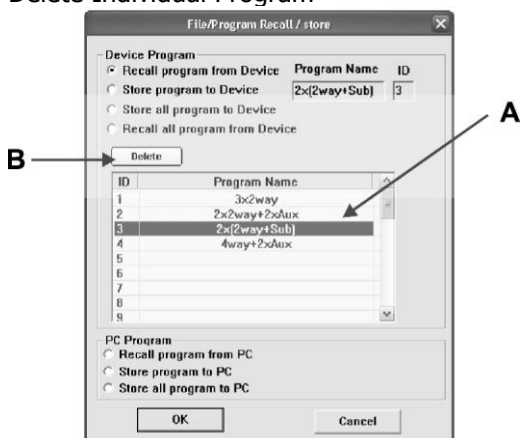 Delete Individual Program
File/Program Recall / store
Device Program
Recall program from Device Program Name ID
Store program to Device 2x(2way+Sub) 3
Store all program to Device
Recall all program from Device
A
B
Delete
ID Program Name
1 3x2way
2 2x2way+2xAux
3 2x(2way+Sub)
4 4way+2xAux
5
6
7
8
9
PC Program
Recall program from PC
Store program to PC
Store all program to PC
OK Cancel